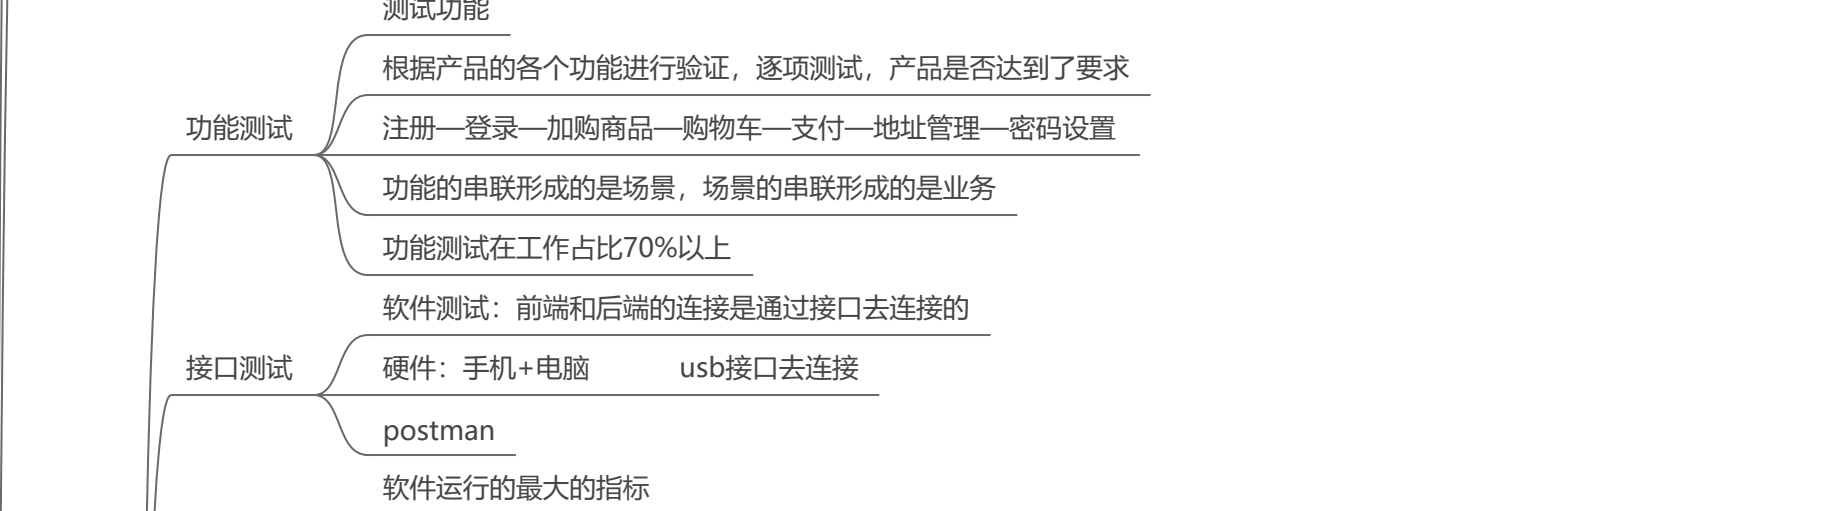 测试功能
根据产品的各个功能进行验证，逐项测试，产品是否达到了要求
功能测试
注册—登录—加购商品—购物车—支付—地址管理—密码设置
功能的串联形成的是场景，场景的串联形成的是业务
功能测试在工作占比70%以上
软件测试：前端和后端的连接是通过接口去连接的
接口测试
硬件：手机+电脑 usb接口去连接
postman
软件运行的最大的指标